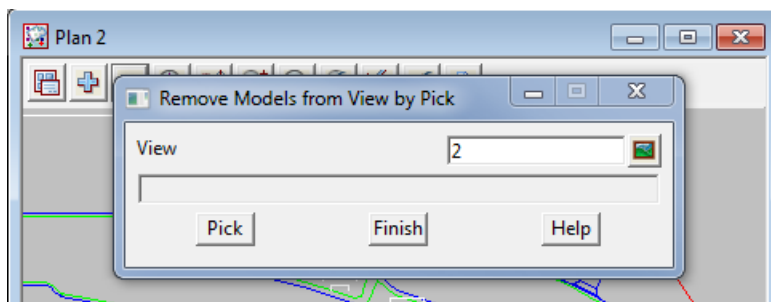 Plan 2
Remove Models from View by Pick
View
2
Pick
Finish
Help